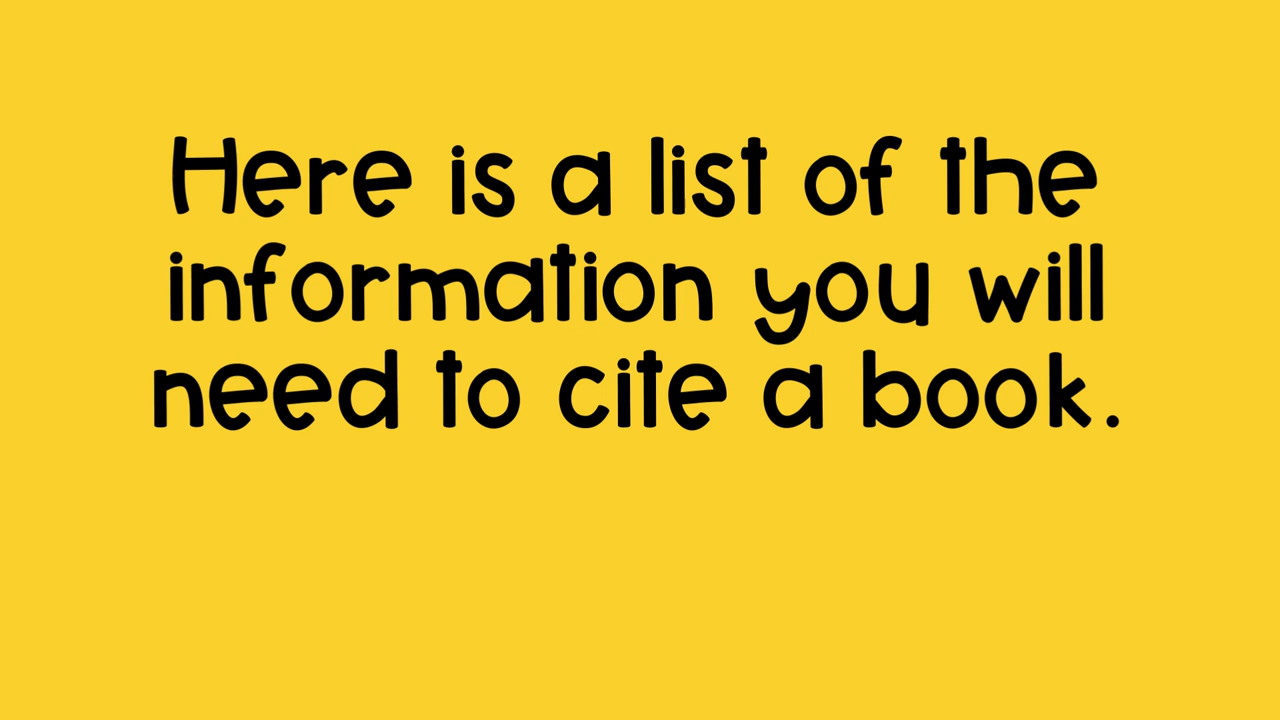 Here is a list of the
information you will
need to cite a book.